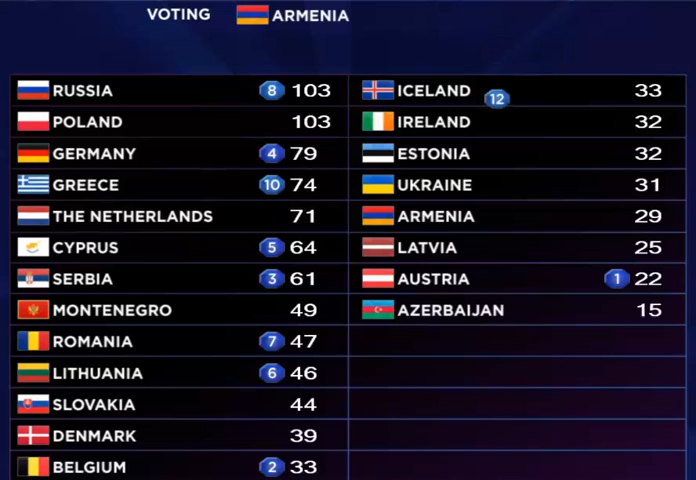 VOTING ARMENIA
RUSSIA 8 103
POLAND 103
GERMANY 4 79
GREECE 10 74
THE NETHERLANDS 71
CYPRUS 5 64
SERBIA 3 61
MONTENEGRO 49
ROMANIA 7 47
LITHUANIA 6 46
SLOVAKIA 44
DENMARK 39
BELGIUM 2 33
ICELAND 12 33
IRELAND 32
ESTONIA 32
UKRAINE 31
ARMENIA 29
LATVIA 25
AUSTRIA 1 22
AZERBAIJAN 15